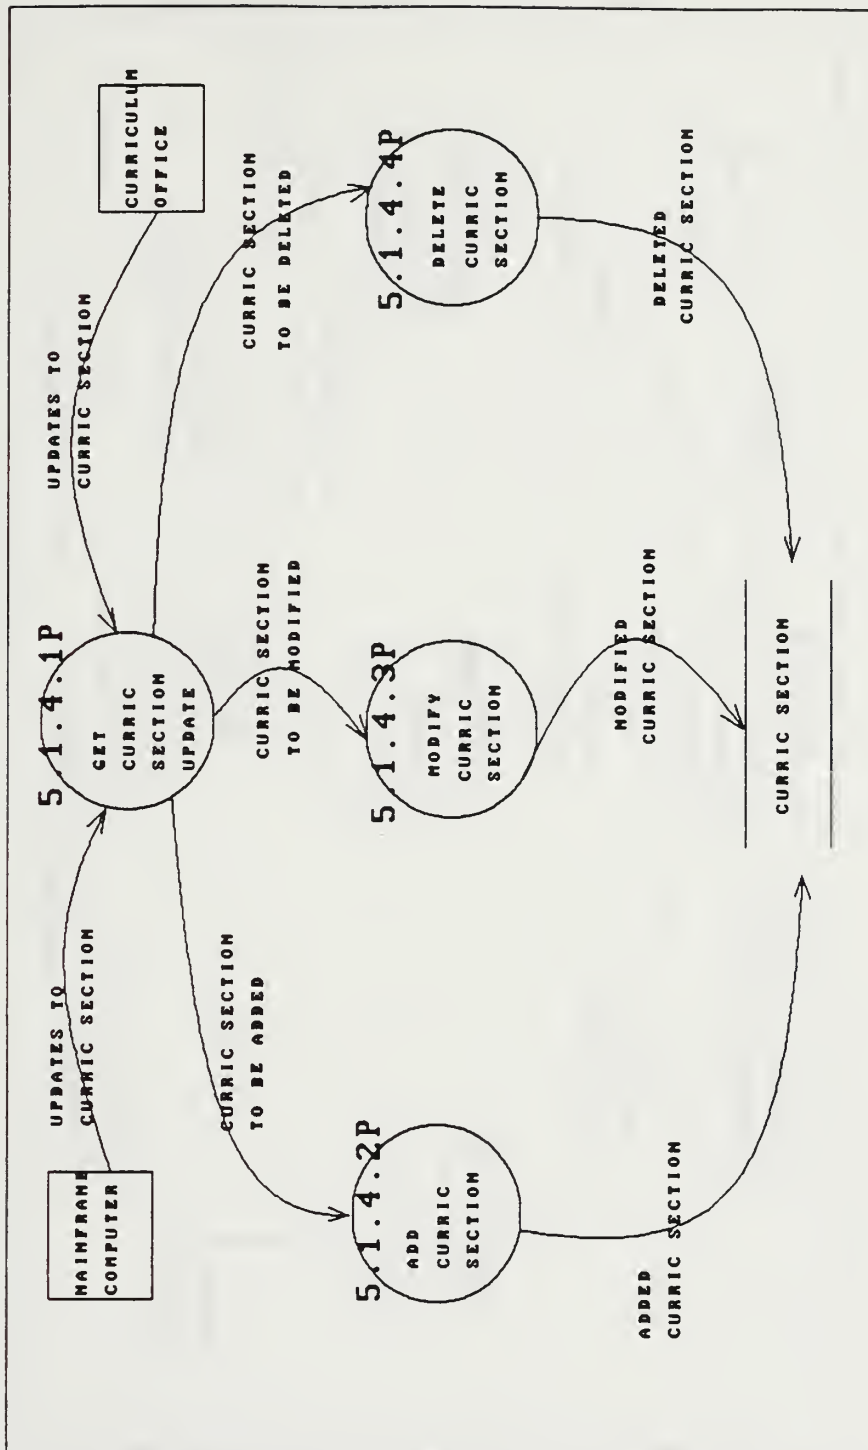 MAINFRAME
COMPUTER
UPDATES TO
CURRIC SECTION
5.1.4.1P
GET
CURRIC
SECTION
UPDATE
UPDATES TO
CURRIC SECTION
CURRICULUM
OFFICE
CURRIC SECTION
TO BE ADDED
CURRIC SECTION
TO BE MODIFIED
CURRIC SECTION
TO BE DELETED
5.1.4.2P
ADD
CURRIC
SECTION
5.1.4.3P
MODIFY
CURRIC
SECTION
5.1.4.4P
DELETE
CURRIC
SECTION
ADDED
CURRIC SECTION
MODIFIED
CURRIC SECTION
DELETED
CURRIC SECTION
CURRIC SECTION